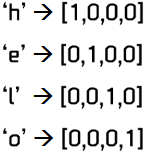 ‘h’ → [1,0,0,0]
‘e’ → [0,1,0,0]
‘l’ → [0,0,1,0]
‘o’ → [0,0,0,1]